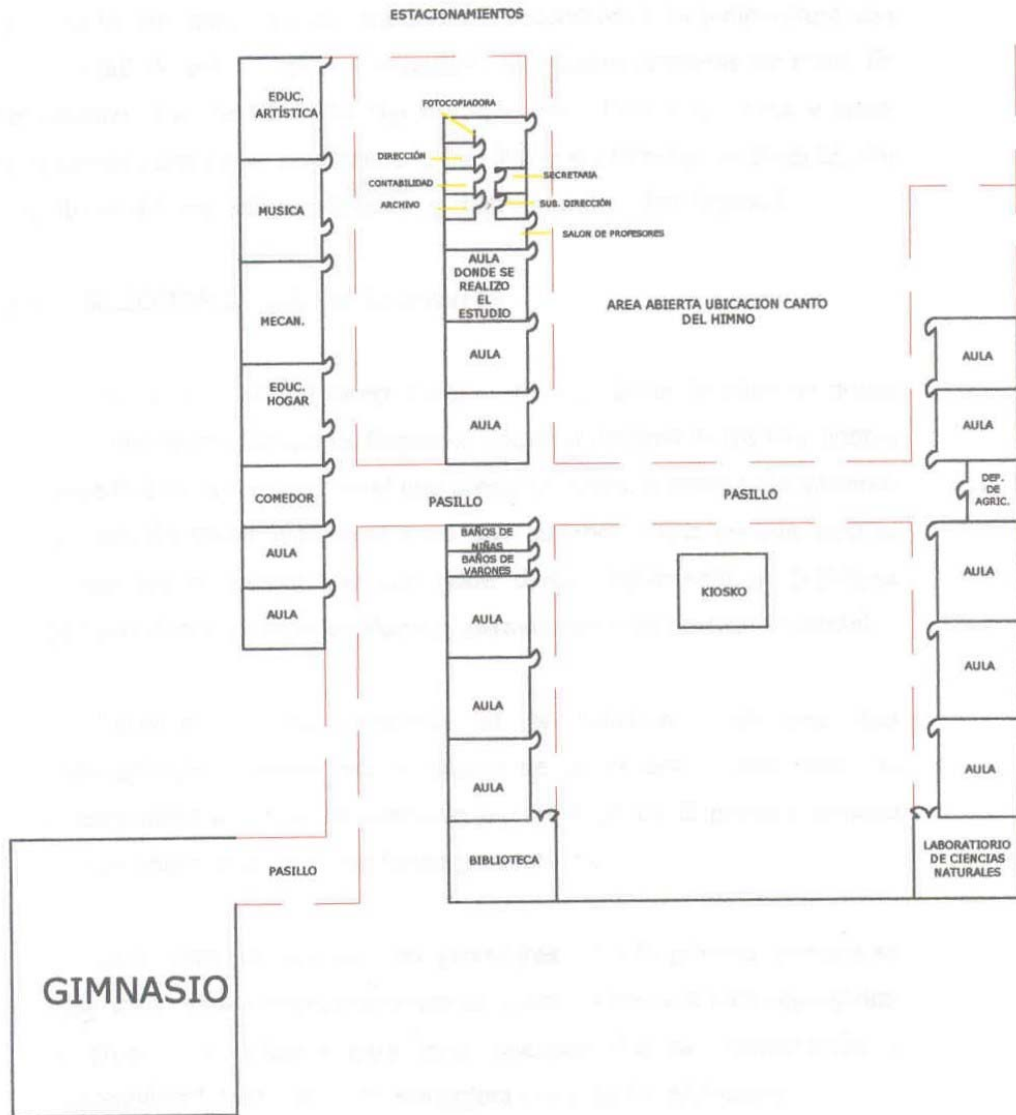 ESTACIONAMIENTOS
EDUC.
ARTÍSTICA
MUSICA
MECAN.
EDUC.
HOGAR
COMEDOR
AULA
AULA
FOTOCOPIADORA
DIRECCIÓN
CONTABILIDAD
ARCHIVO
SECRETARIA
SUB. DIRECCIÓN
SALON DE PROFESORES
AULA
DONDE SE
REALIZO
EL
ESTUDIO
AULA
AULA
AREA ABIERTA UBICACION CANTO
DEL HIMNO
AULA
AULA
DEP.
DE
AGRIC.
PASILLO
PASILLO
BAÑOS DE
NIÑAS
BAÑOS DE
VARONES
AULA
AULA
AULA
BIBLIOTECA
KIOSKO
AULA
AULA
AULA
LABORATIORIO
DE CIENCIAS
NATURALES
PASILLO
GIMNASIO